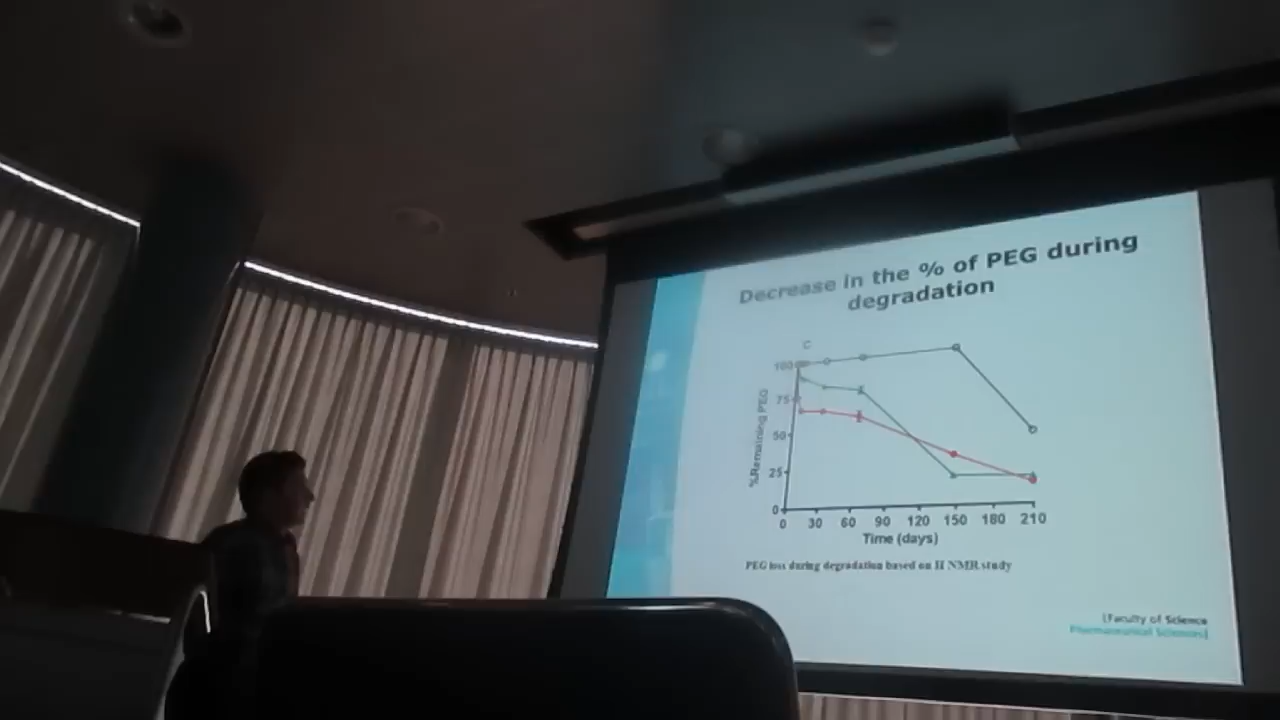 Decrease in the % of PEG during
degradation
C
100
75
50
25
0
%Remaining PEG
0 30 60 90 120 150 180 210
Time (days)
PEG loss during degradation based on H NMR study
[Faculty of Science
Pharmaceutical Sciences]